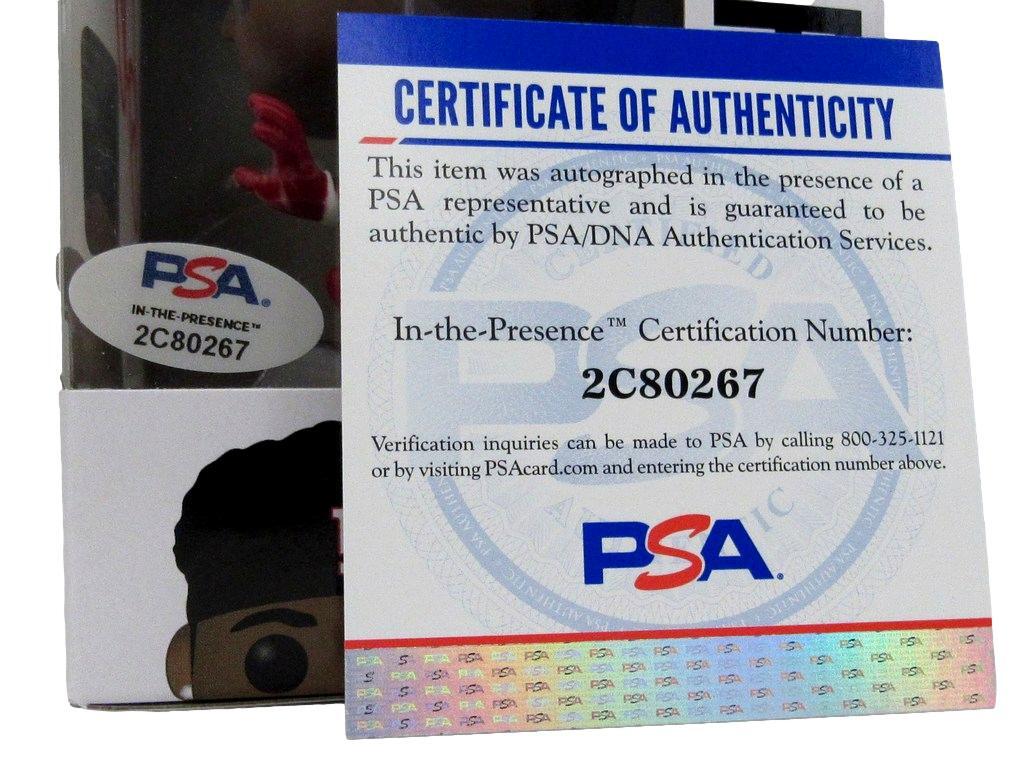 CERTIFICATE OF AUTHENTICITY
This item was autographed in the presence of a
PSA representative and is guaranteed to be
authentic by PSA/DNA Authentication Services.
In-the-Presence™ Certification Number:
2C80267
Verification inquiries can be made to PSA by calling 800-325-1121
or by visiting PSAcard.com and entering the certification number above.
PSA®
PSA®
IN-THE-PRESENCE™
2C80267